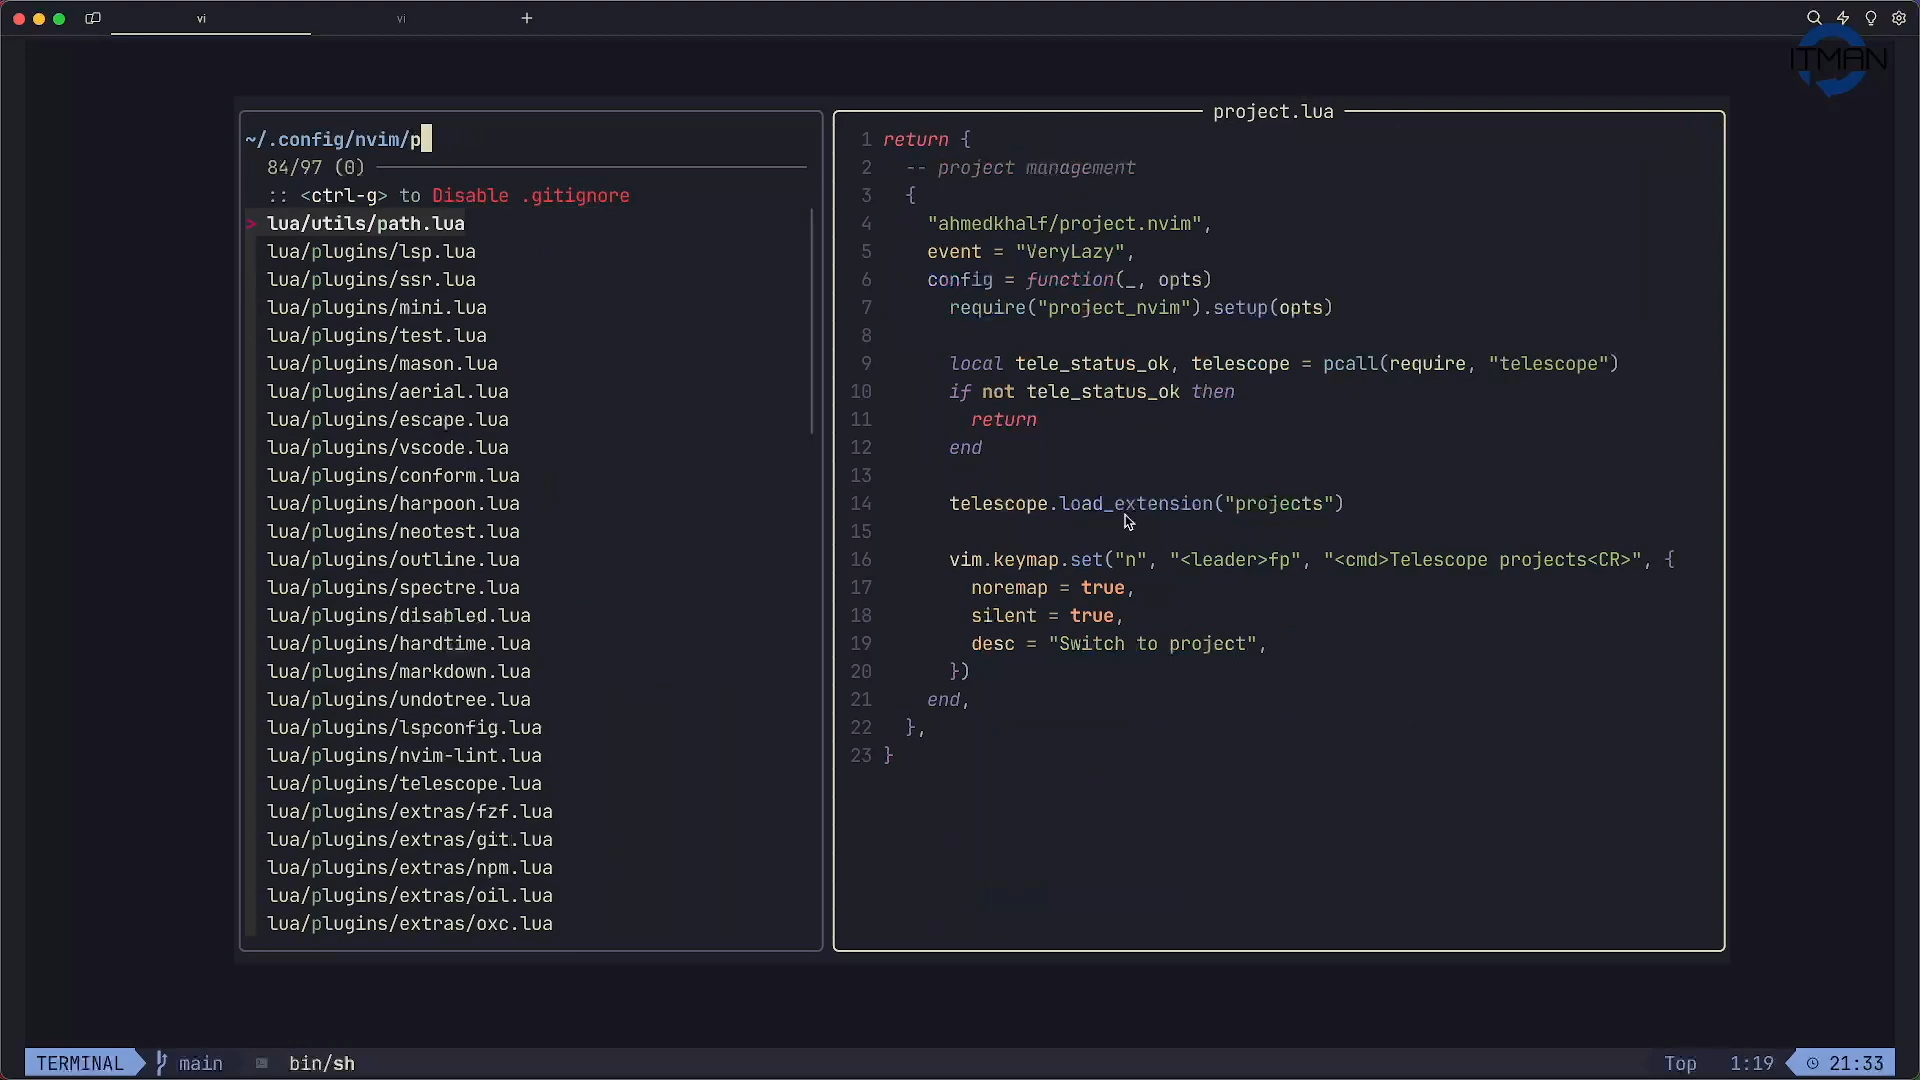 vi
vi
+
ITMAN
~/.config/nvim/p
84/97 (0)
:: <ctrl-g> to Disable .gitignore
> lua/utils/path.lua
lua/plugins/lsp.lua
lua/plugins/ssr.lua
lua/plugins/mini.lua
lua/plugins/test.lua
lua/plugins/mason.lua
lua/plugins/aerial.lua
lua/plugins/escape.lua
lua/plugins/vscode.lua
lua/plugins/conform.lua
lua/plugins/harpoon.lua
lua/plugins/neotest.lua
lua/plugins/outline.lua
lua/plugins/spectre.lua
lua/plugins/disabled.lua
lua/plugins/hardtime.lua
lua/plugins/markdown.lua
lua/plugins/undotree.lua
lua/plugins/lspconfig.lua
lua/plugins/nvim-lint.lua
lua/plugins/telescope.lua
lua/plugins/extras/fzf.lua
lua/plugins/extras/git.lua
lua/plugins/extras/npm.lua
lua/plugins/extras/oil.lua
lua/plugins/extras/oxc.lua
project.lua
1 return {
2 -- project management
3 {
4 "ahmedkhalf/project.nvim",
5 event = "VeryLazy",
6 config = function(_, opts)
7 require("project_nvim").setup(opts)
8
9 local tele_status_ok, telescope = pcall(require, "telescope")
10 if not tele_status_ok then
11 return
12 end
13
14 telescope.load_extension("projects")
15
16 vim.keymap.set("n", "<leader>fp", "<cmd>Telescope projects<CR>", {
17 noremap = true,
18 silent = true,
19 desc = "Switch to project",
20 })
21 end,
22 },
23 }
TERMINAL main bin/sh Top 1:19 21:33